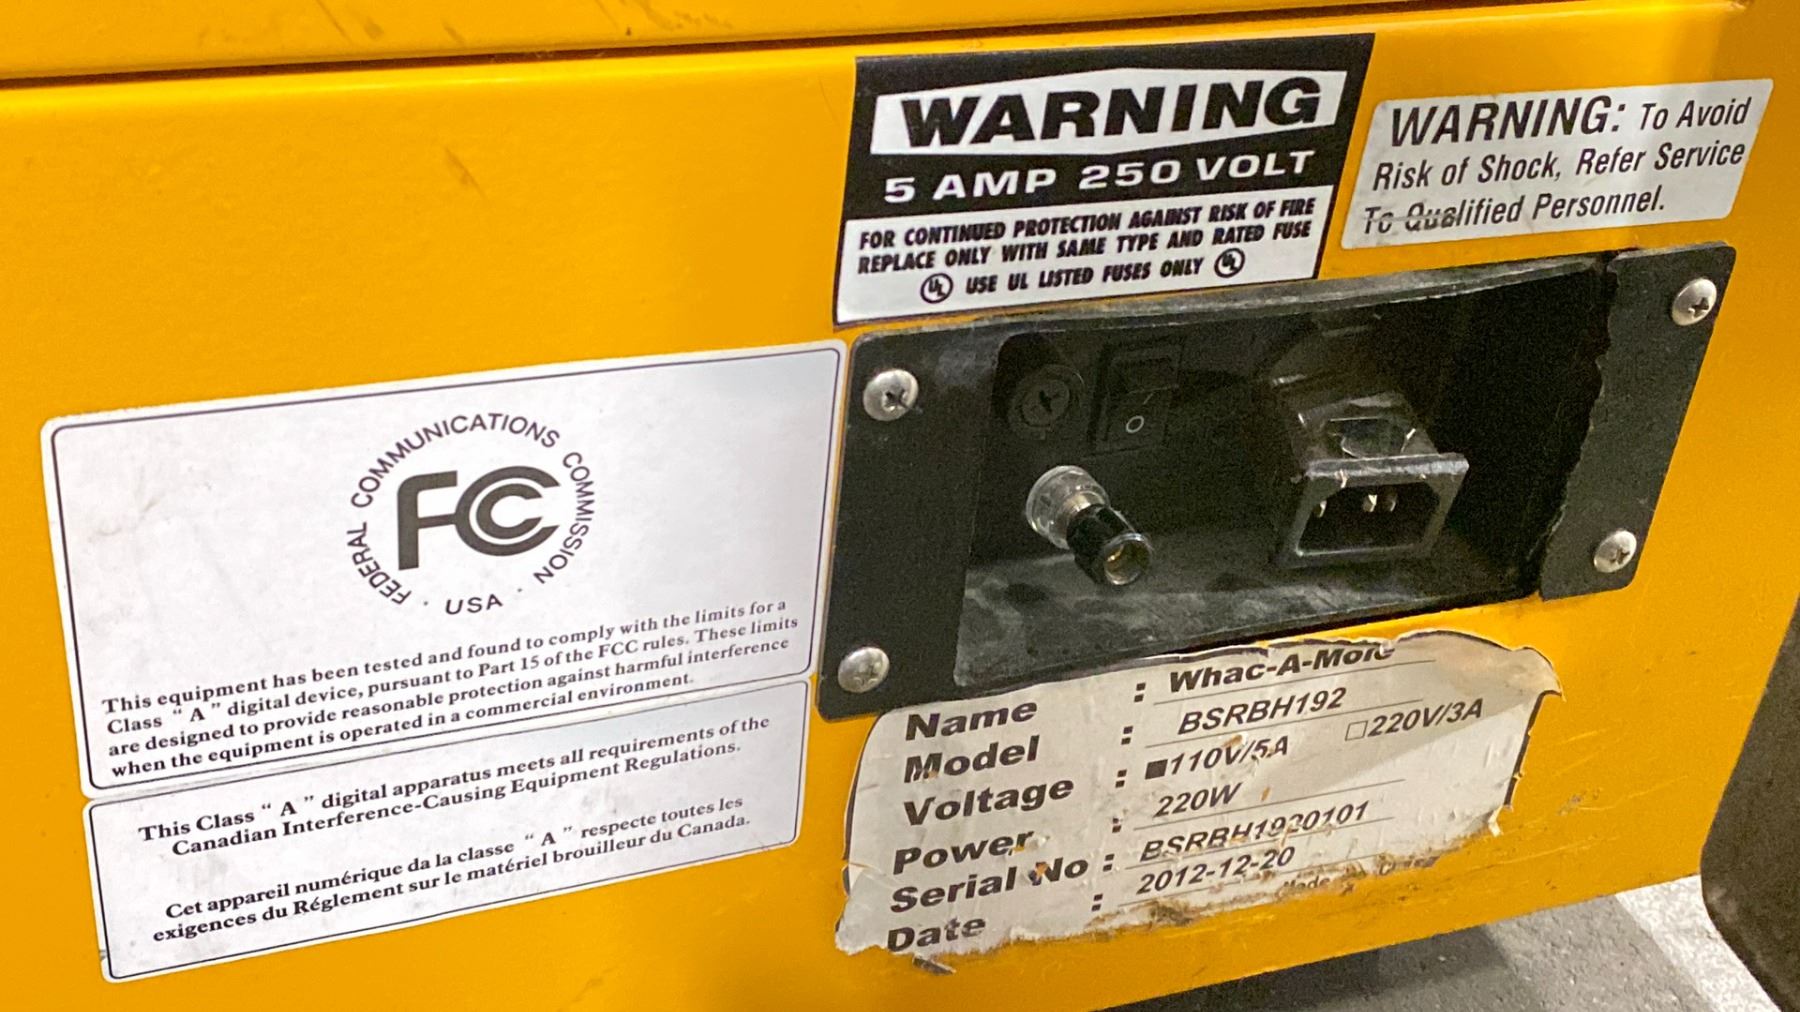 WARNING
5 AMP 250 VOLT
FOR CONTINUED PROTECTION AGAINST RISK OF FIRE
REPLACE ONLY WITH SAME TYPE AND RATED FUSE
UL USE UL LISTED FUSES ONLY UL
WARNING: To Avoid
Risk of Shock, Refer Service
To Qualified Personnel.
FEDERAL COMMUNICATIONS COMMISSION
FC
· USA ·
This equipment has been tested and found to comply with the limits for a
Class “ A ” digital device, pursuant to Part 15 of the FCC rules. These limits
are designed to provide reasonable protection against harmful interference
when the equipment is operated in a commercial environment.
This Class “ A ” digital apparatus meets all requirements of the
Canadian Interference-Causing Equipment Regulations.
Cet appareil numérique da la classe “ A ” respecte toutes les
exigences du Réglement sur le matériel brouilleur du Canada.
Name : Whac-A-Mole
Model : BSRBH192
Voltage : ■110V/5A □220V/3A
Power : 220W
Serial No : BSRBH1920101
Date : 2012-12-20
Made